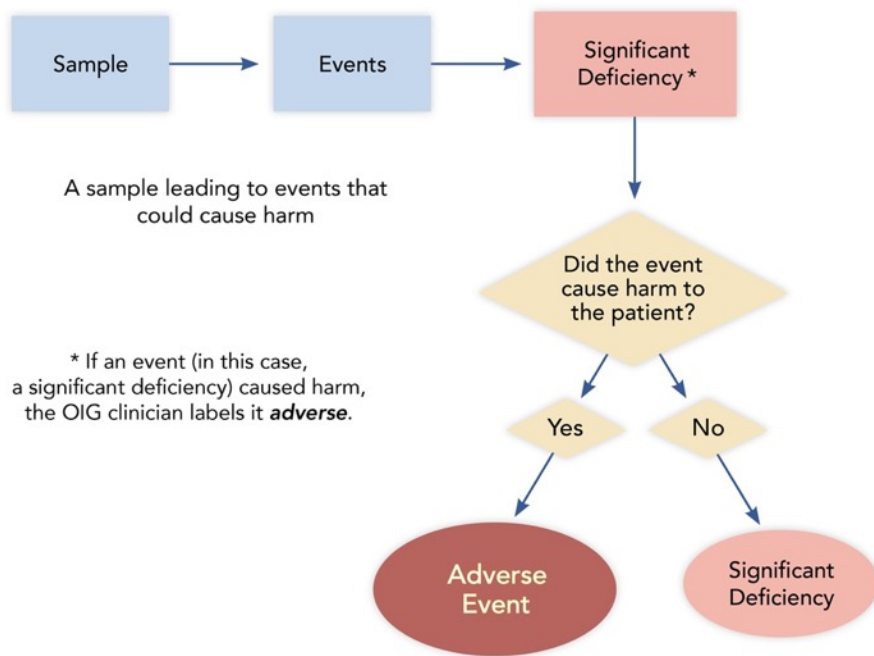 Sample
Events
Significant
Deficiency *
A sample leading to events that
could cause harm
Did the event
cause harm to
the patient?
* If an event (in this case,
a significant deficiency) caused harm,
the OIG clinician labels it adverse.
Yes
No
Adverse
Event
Significant
Deficiency